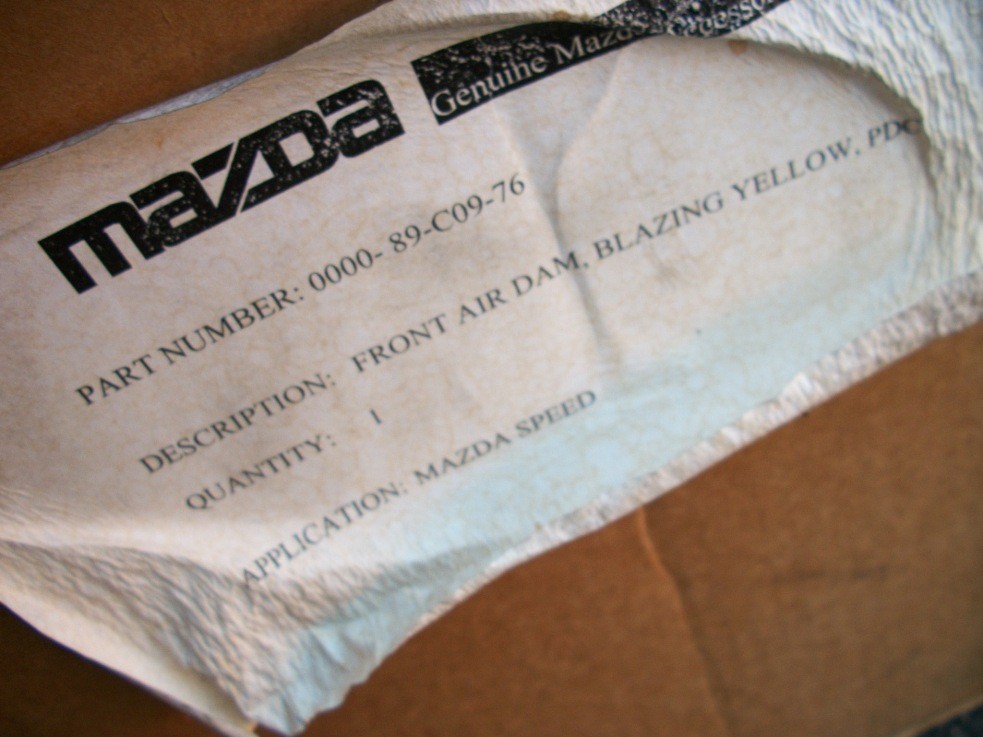 mazda
Genuine Mazda Accessories
PART NUMBER: 0000- 89-C09-76
DESCRIPTION: FRONT AIR DAM, BLAZING YELLOW, PDC
QUANTITY: 1
APPLICATION: MAZDA SPEED